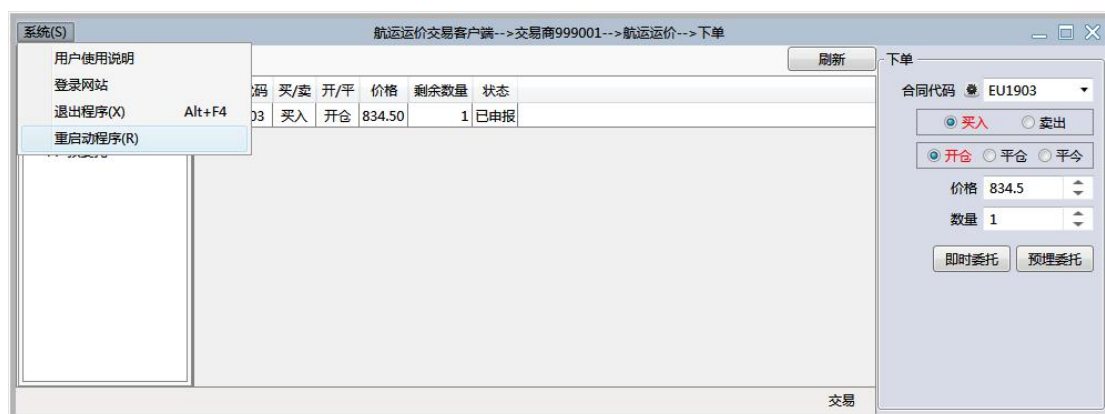 系统(S) 航运运价交易客户端-->交易商999001-->航运运价-->下单
用户使用说明
登录网站
退出程序(X) Alt+F4
重启动程序(R)
刷新
码 买/卖 开/平 价格 剩余数量 状态
03 买入 开仓 834.50 1 已申报
交易
下单
合同代码 EU1903
买入 卖出
开仓 平仓 平今
价格 834.5
数量 1
即时委托 预埋委托